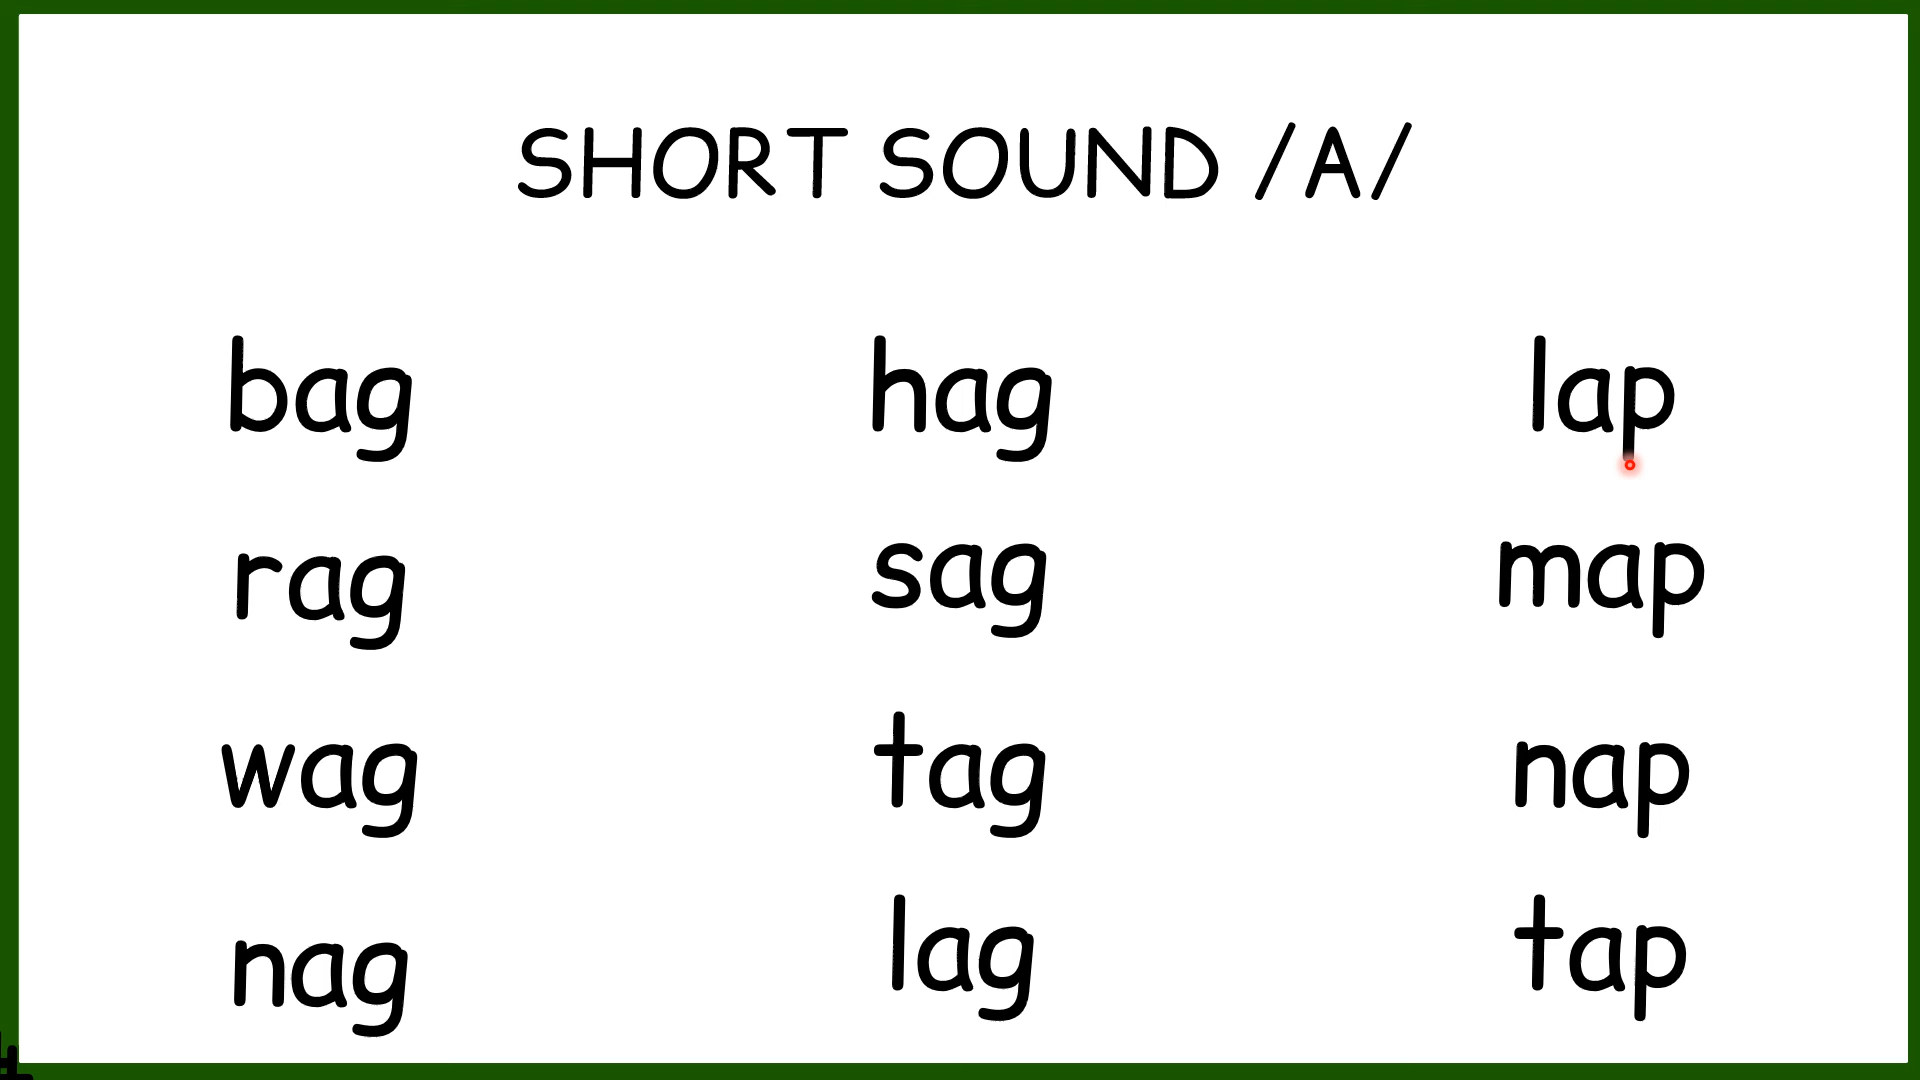 SHORT SOUND /A/
bag hag lap
rag sag map
wag tag nap
nag lag tap